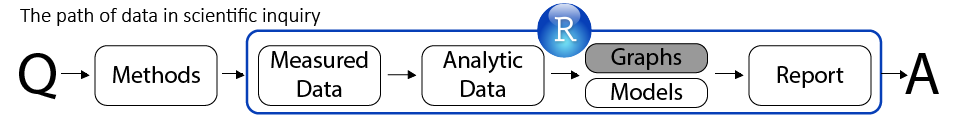 The path of data in scientific inquiry
R
Q
Methods
Measured
Data
Analytic
Data
Graphs
Models
Report
A